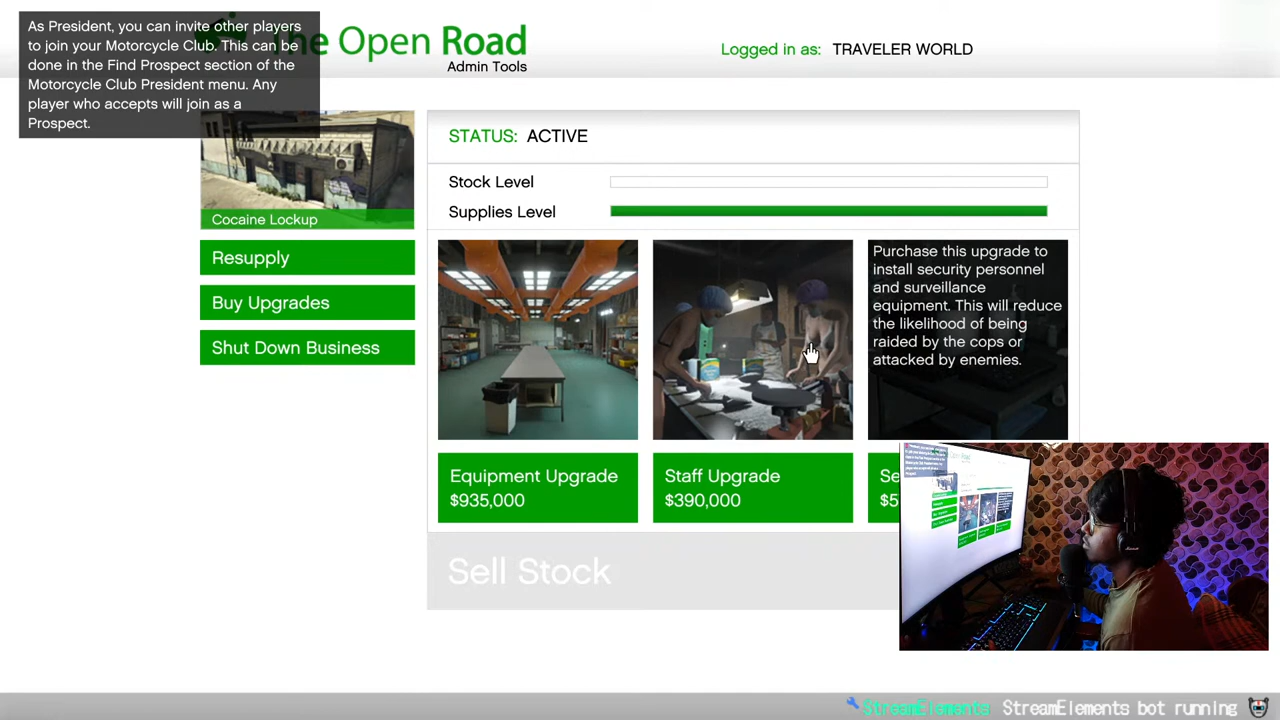 As President, you can invite other players
to join your Motorcycle Club. This can be
done in the Find Prospect section of the
Motorcycle Club President menu. Any
player who accepts will join as a
Prospect.
Open Road
Admin Tools
Logged in as: TRAVELER WORLD
Cocaine Lockup
Resupply
Buy Upgrades
Shut Down Business
STATUS: ACTIVE
Stock Level
Supplies Level
Purchase this upgrade to
install security personnel
and surveillance
equipment. This will reduce
the likelihood of being
raided by the cops or
attacked by enemies.
Equipment Upgrade
$935,000
Staff Upgrade
$390,000
Se
$5
Sell Stock
StreamElements StreamElements bot running